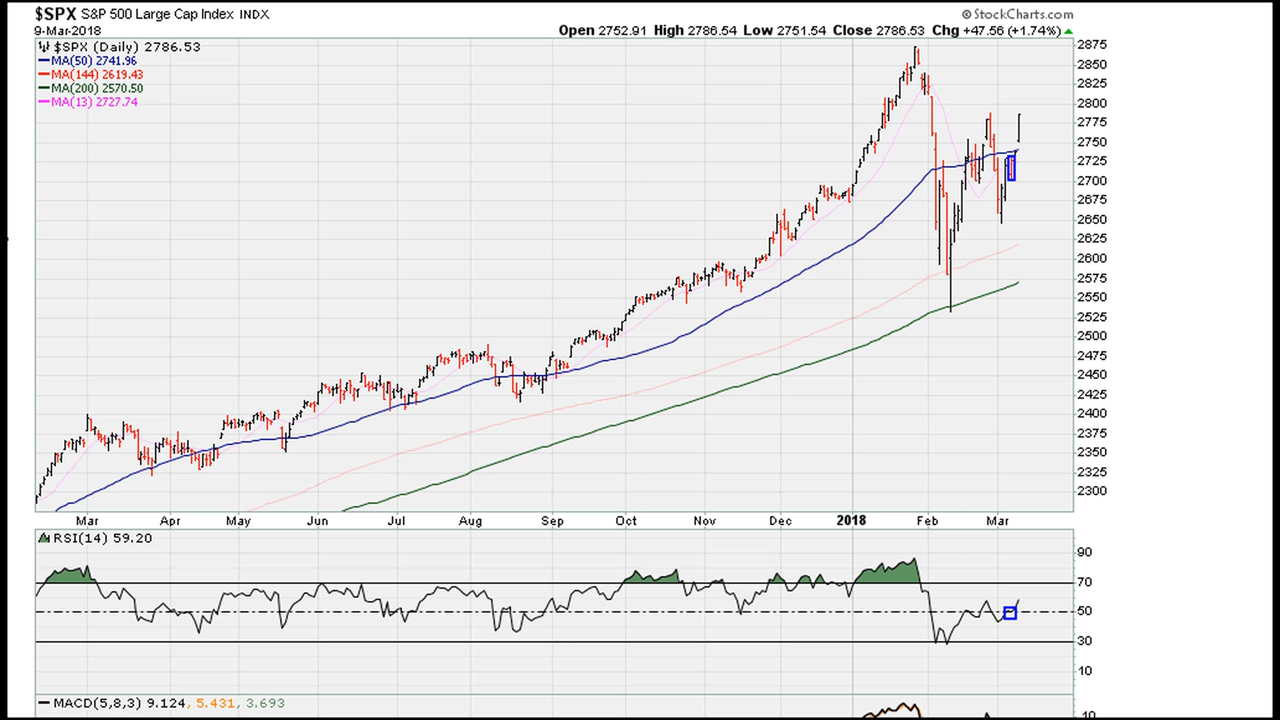 $SPX S&P 500 Large Cap Index INDX
© StockCharts.com
9-Mar-2018
Open 2752.91 High 2786.54 Low 2751.54 Close 2786.53 Chg +47.56 (+1.74%)
$SPX (Daily) 2786.53
MA(50) 2741.96
MA(144) 2619.43
MA(200) 2570.50
MA(13) 2727.74
2875
2850
2825
2800
2775
2750
2725
2700
2675
2650
2625
2600
2575
2550
2525
2500
2475
2450
2425
2400
2375
2350
2325
2300
Mar Apr May Jun Jul Aug Sep Oct Nov Dec 2018 Feb Mar
RSI(14) 59.20
90
70
50
30
10
MACD(5,8,3) 9.124, 5.431, 3.693
10